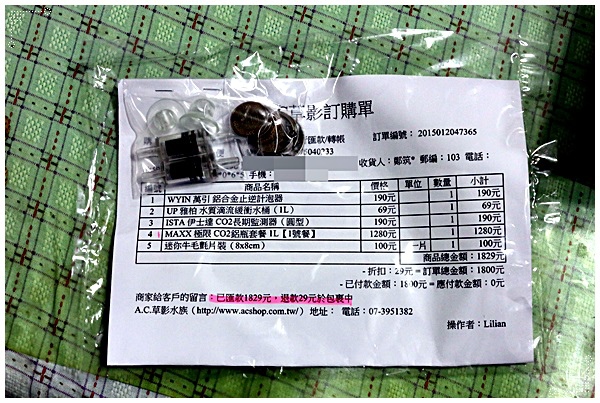 草影訂購單
匯款/轉帳 訂單編號： 2015012047365
040233
*0*6*5 手機： 收貨人：鄭筑* 郵編：103 電話：
編號 商品名稱 價格 單位 數量 小計
1 WYIN 萬引 鋁合金止逆計泡器 190元 1 190元
2 UP 雅柏 水質滴流緩衝水桶（1L） 69元 1 69元
3 ISTA 伊士達 CO2長期監測器（圓型） 190元 1 190元
4 MAXX 極限 CO2鋁瓶套餐 1L【1號餐】 1280元 1 1280元
5 迷你牛毛氈片裝（8x8cm） 100元 一片 1 100元
商品總金額：1829元
- 折扣：29元 = 訂單總金額：1800元
- 已付款金額：1800元 = 應付款金額：0元
商家給客戶的留言：已匯款1829元，退款29元於包裹中
A.C.草影水族（http://www.acshop.com.tw/） 地址： 電話：07-3951382
操作者：Lilian